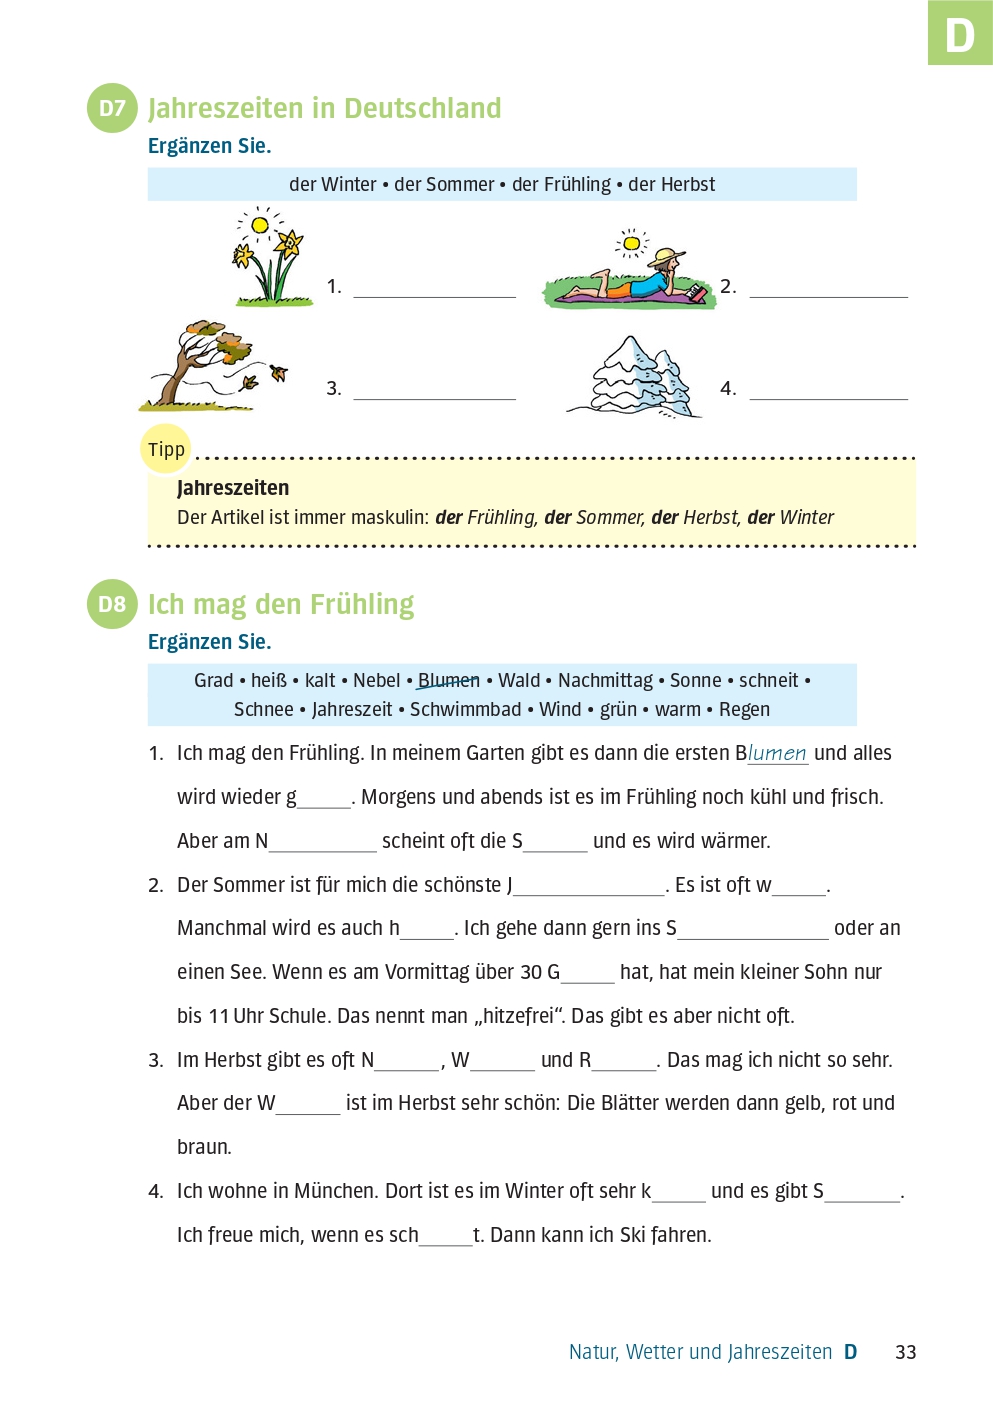 D
D7 Jahreszeiten in Deutschland
Ergänzen Sie.
der Winter • der Sommer • der Frühling • der Herbst
1. ____________ 2. ____________
3. ____________ 4. ____________
Tipp
Jahreszeiten
Der Artikel ist immer maskulin: der Frühling, der Sommer, der Herbst, der Winter
D8 Ich mag den Frühling
Ergänzen Sie.
Grad • heiß • kalt • Nebel • Blumen • Wald • Nachmittag • Sonne • schneit •
Schnee • Jahreszeit • Schwimmbad • Wind • grün • warm • Regen
1. Ich mag den Frühling. In meinem Garten gibt es dann die ersten Blumen und alles
wird wieder g_____. Morgens und abends ist es im Frühling noch kühl und frisch.
Aber am N__________ scheint oft die S______ und es wird wärmer.
2. Der Sommer ist für mich die schönste J______________. Es ist oft w_____.
Manchmal wird es auch h_____. Ich gehe dann gern ins S______________ oder an
einen See. Wenn es am Vormittag über 30 G_____ hat, hat mein kleiner Sohn nur
bis 11 Uhr Schule. Das nennt man „hitzefrei“. Das gibt es aber nicht oft.
3. Im Herbst gibt es oft N______, W______ und R______. Das mag ich nicht so sehr.
Aber der W______ ist im Herbst sehr schön: Die Blätter werden dann gelb, rot und
braun.
4. Ich wohne in München. Dort ist es im Winter oft sehr k_____ und es gibt S_______.
Ich freue mich, wenn es sch_____t. Dann kann ich Ski fahren.
Natur, Wetter und Jahreszeiten D 33